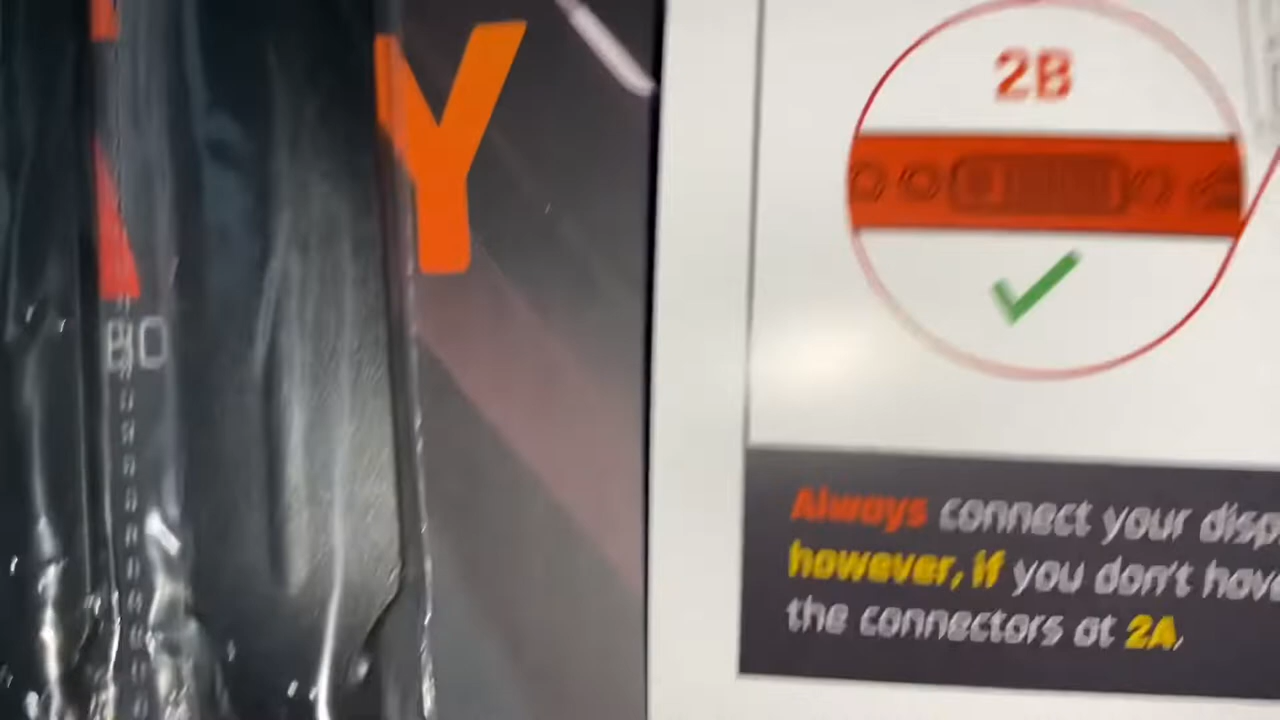 Y
2B
Always connect your disp
however, if you don't have
the connectors at 2A,